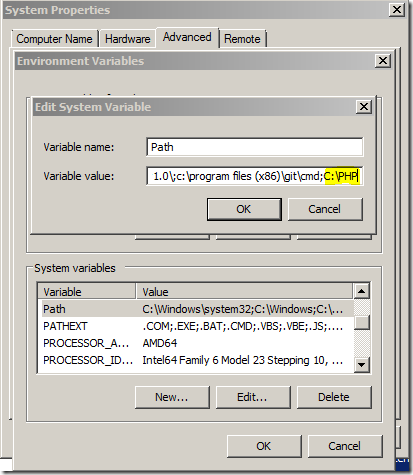 System Properties
Computer Name Hardware Advanced Remote
Environment Variables
Edit System Variable
Variable name: Path
Variable value: 1.0\;c:\program files (x86)\git\cmd;C:\PHP
OK Cancel
System variables
Variable Value
Path C:\Windows\system32;C:\Windows;C:\...
PATHEXT .COM;.EXE;.BAT;.CMD;.VBS;.VBE;.JS;....
PROCESSOR_A... AMD64
PROCESSOR_ID... Intel64 Family 6 Model 23 Stepping 10, ...
New... Edit... Delete
OK Cancel